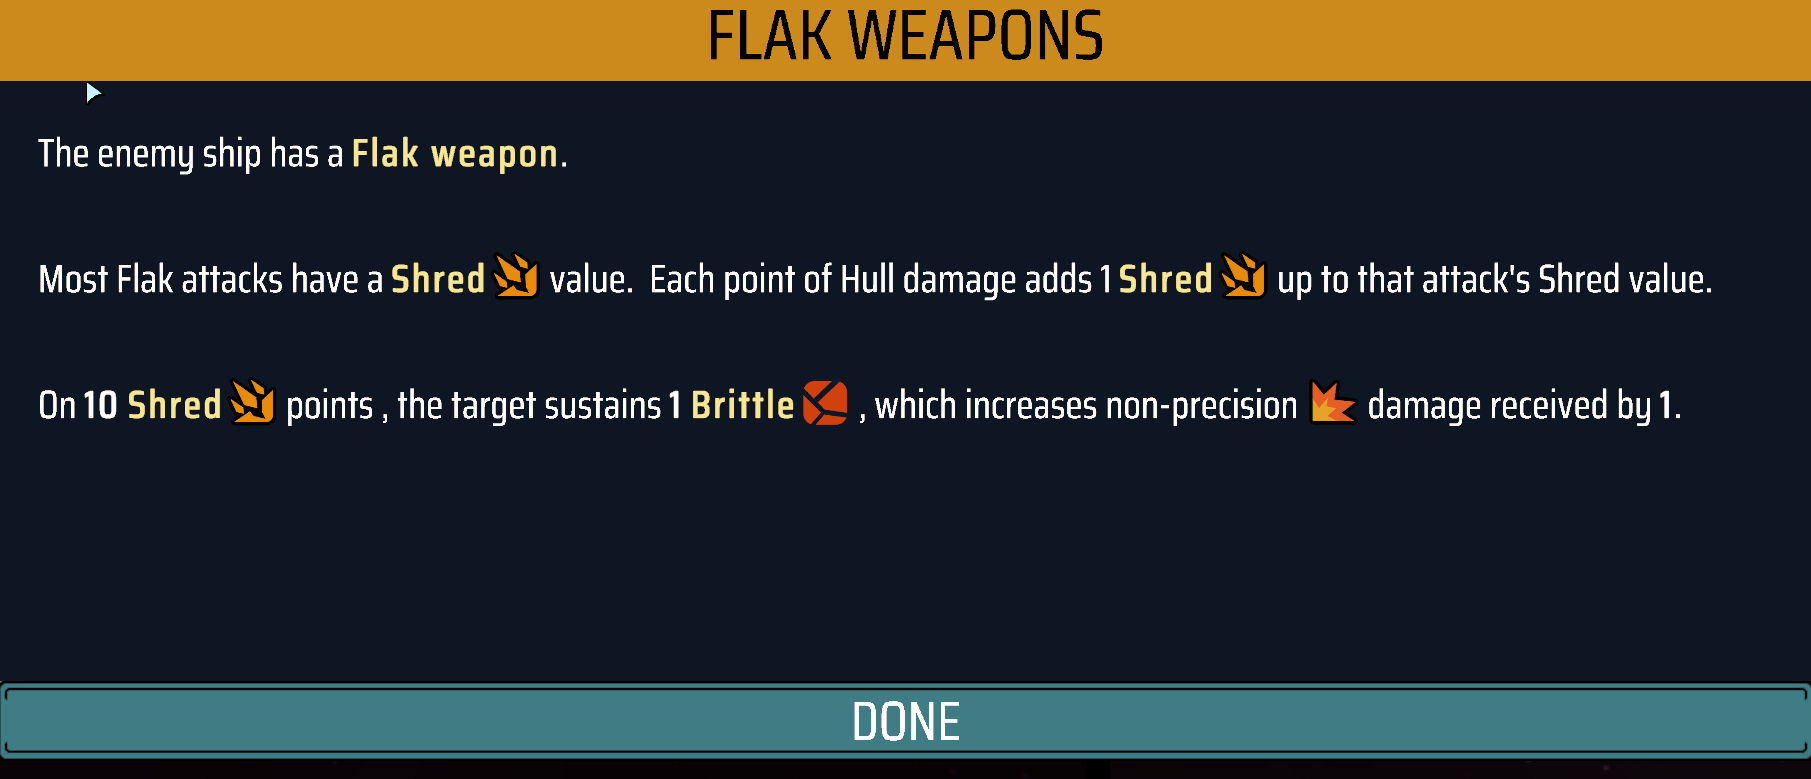 FLAK WEAPONS
The enemy ship has a Flak weapon.
Most Flak attacks have a Shred value. Each point of Hull damage adds 1 Shred up to that attack's Shred value.
On 10 Shred points , the target sustains 1 Brittle , which increases non-precision damage received by 1.
DONE